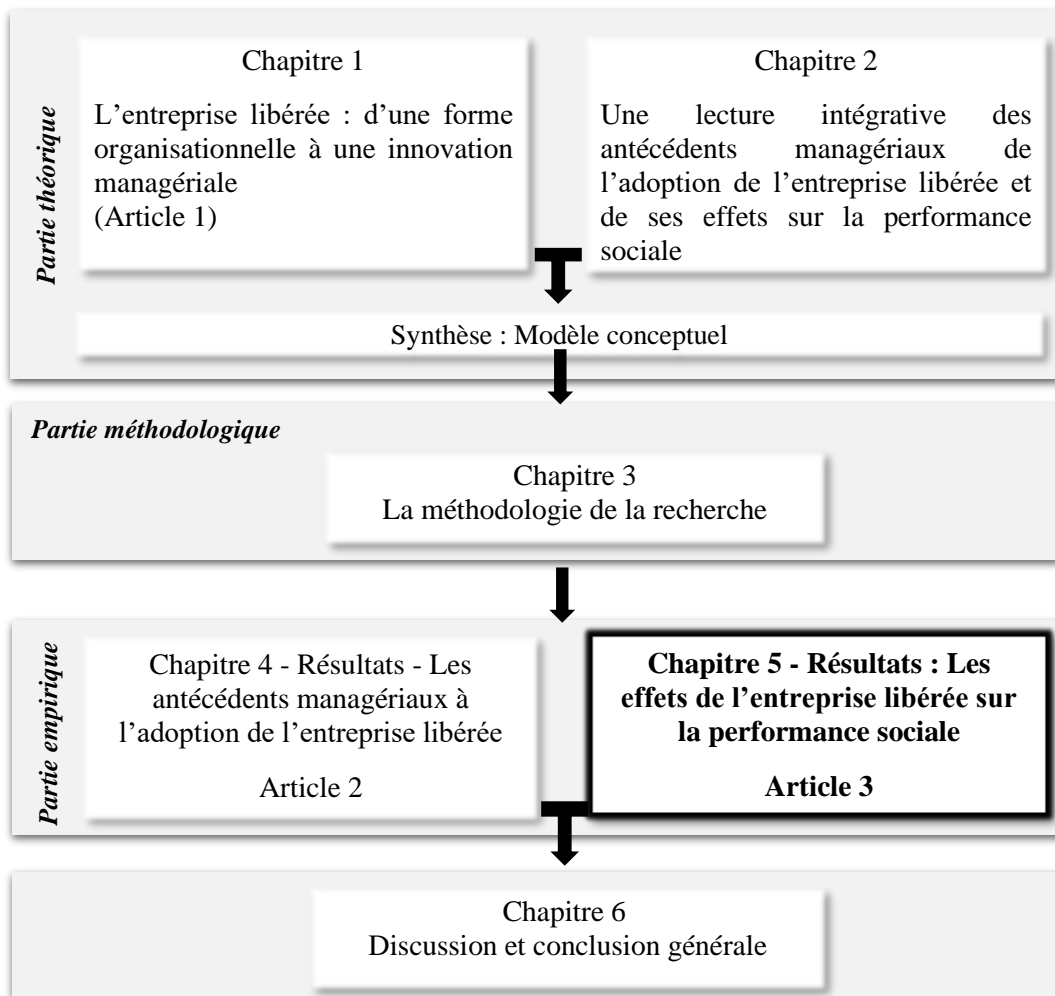 Partie théorique
Chapitre 1
L’entreprise libérée : d’une forme
organisationnelle à une innovation
managériale
(Article 1)
Chapitre 2
Une lecture intégrative des
antécédents managériaux de
l’adoption de l’entreprise libérée et
de ses effets sur la performance
sociale
Synthèse : Modèle conceptuel
Partie méthodologique
Chapitre 3
La méthodologie de la recherche
Partie empirique
Chapitre 4 - Résultats - Les
antécédents managériaux à
l’adoption de l’entreprise libérée
Article 2
Chapitre 5 - Résultats : Les
effets de l’entreprise libérée sur
la performance sociale
Article 3
Chapitre 6
Discussion et conclusion générale